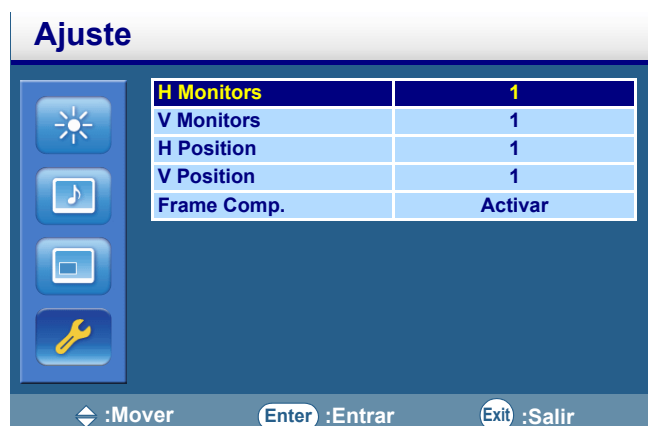 Ajuste
H Monitors 1
V Monitors 1
H Position 1
V Position 1
Frame Comp. Activar
:Mover Enter :Entrar Exit :Salir